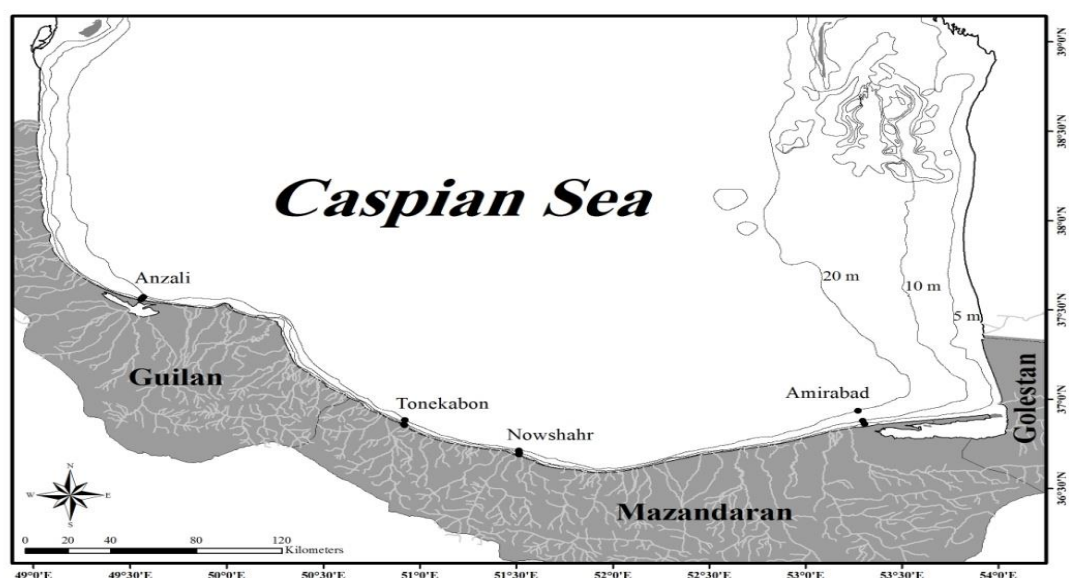 Caspian Sea
Anzali
20 m
10 m
5 m
Guilan
Tonekabon
Nowshahr
Amirabad
Golestan
Mazandaran
N
W
E
S
0 20 40 80 120
Kilometers
49°0'E 49°30'E 50°0'E 50°30'E 51°0'E 51°30'E 52°0'E 52°30'E 53°0'E 53°30'E 54°0'E
39°0'N
38°30'N
38°0'N
37°30'N
37°0'N
36°30'N